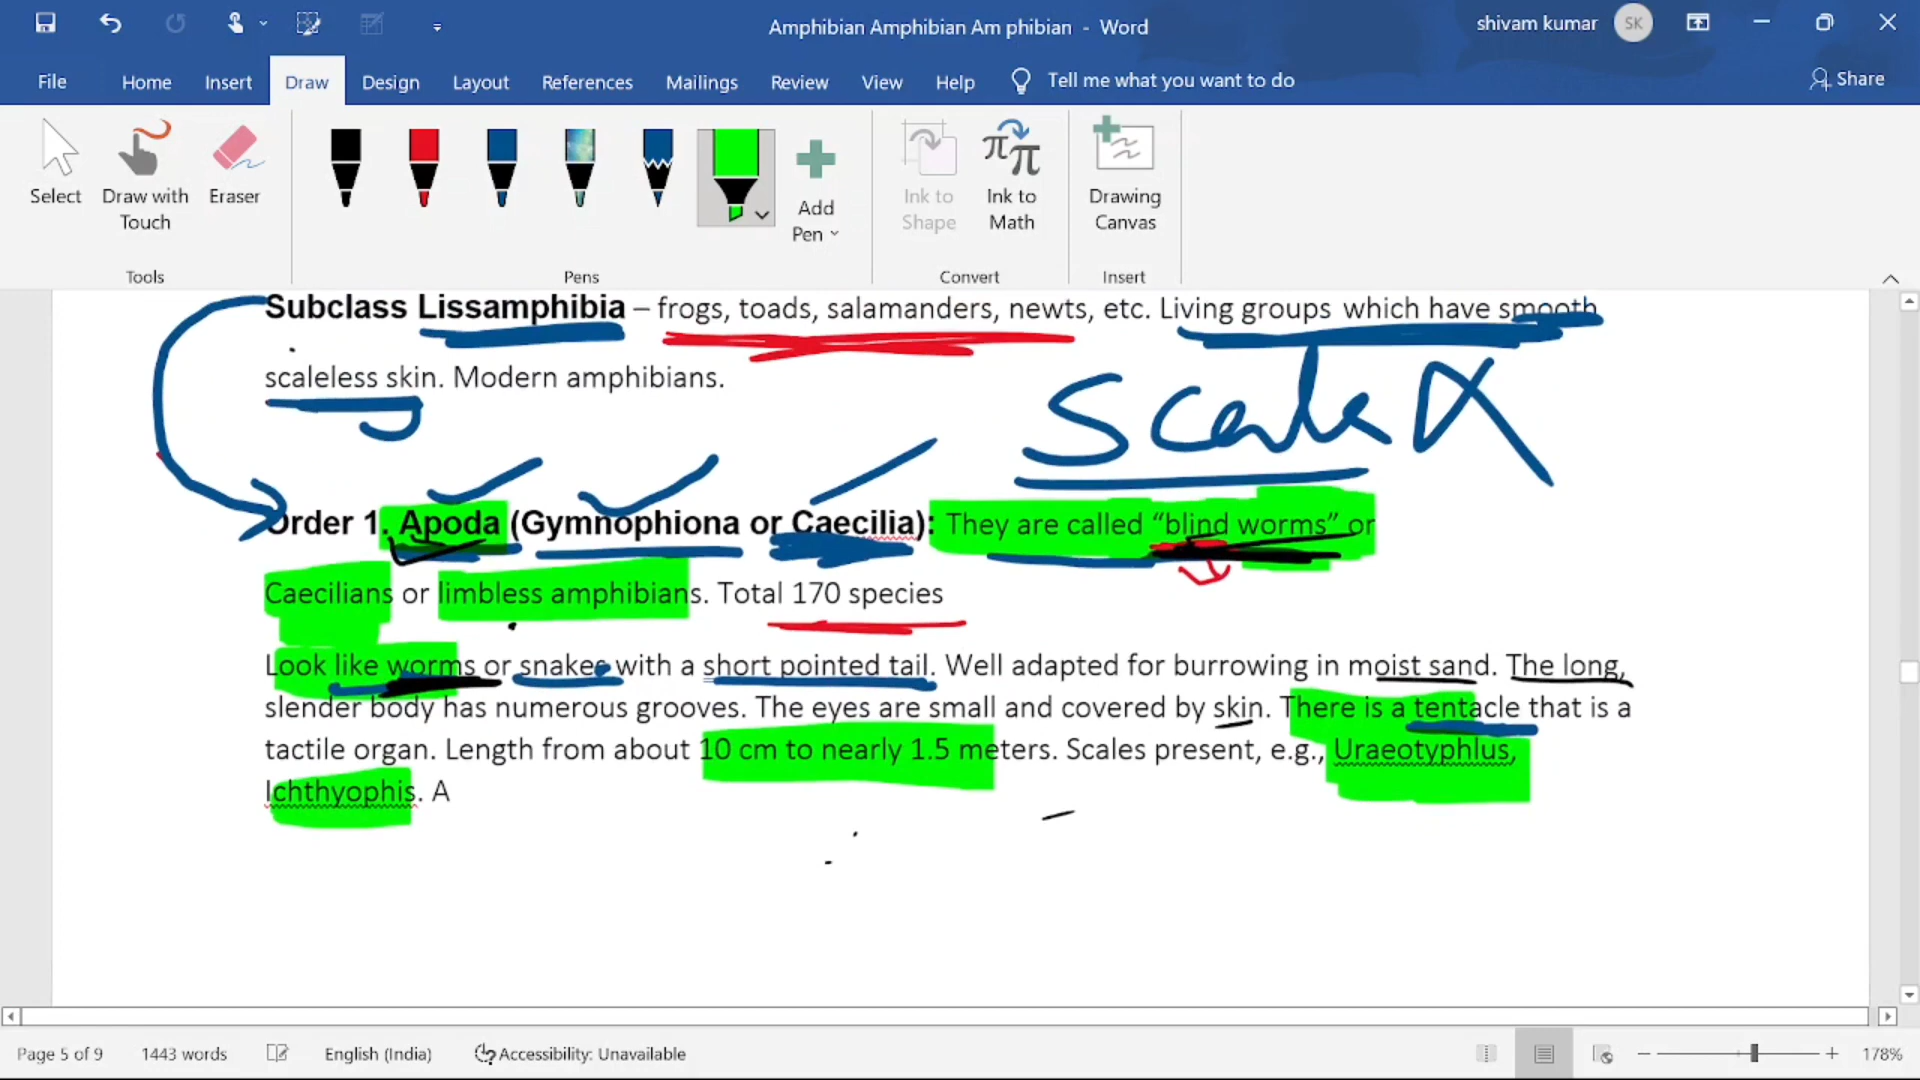 Amphibian Amphibian Am phibian - Word
shivam kumar
SK
File
Home
Insert
Draw
Design
Layout
References
Mailings
Review
View
Help
Tell me what you want to do
Share
Select
Draw with Touch
Eraser
Add Pen
Ink to Shape
Ink to Math
Drawing Canvas
Tools
Pens
Convert
Insert
Subclass Lissamphibia – frogs, toads, salamanders, newts, etc. Living groups which have smooth
scaleless skin. Modern amphibians.
Scale X
Order 1. Apoda (Gymnophiona or Caecilia): They are called “blind worms” or
Caecilians or limbless amphibians. Total 170 species
Look like worms or snakes with a short pointed tail. Well adapted for burrowing in moist sand. The long,
slender body has numerous grooves. The eyes are small and covered by skin. There is a tentacle that is a
tactile organ. Length from about 10 cm to nearly 1.5 meters. Scales present, e.g., Uraeotyphlus,
Ichthyophis. A
Page 5 of 9
1443 words
English (India)
Accessibility: Unavailable
178%